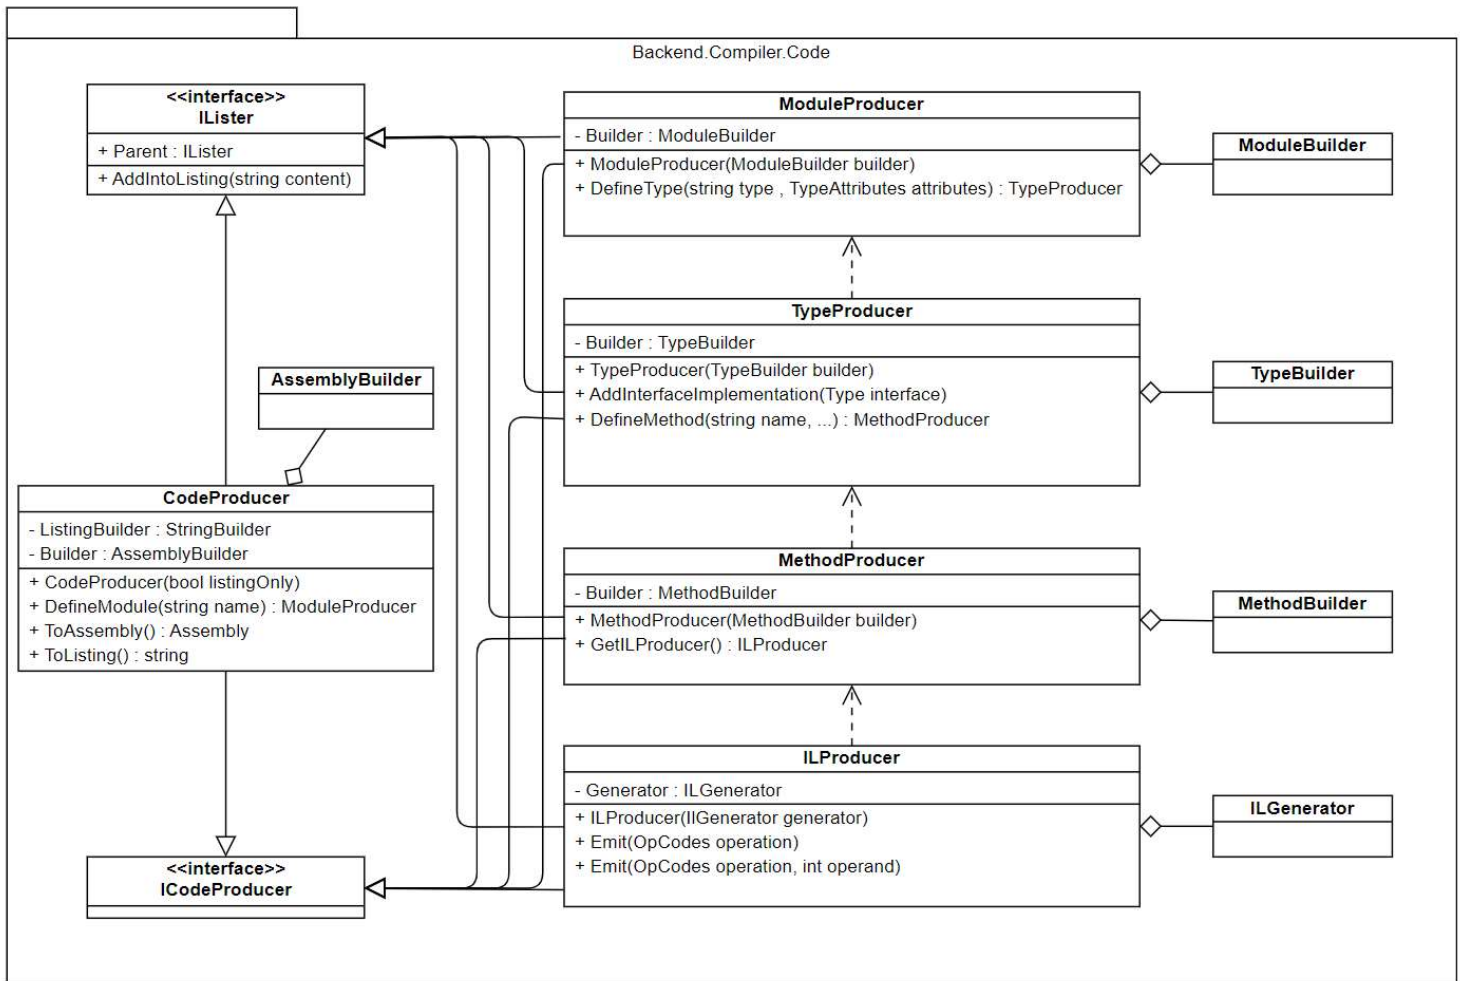 Backend.Compiler.Code
<<interface>>
ILister
+ Parent : ILister
+ AddIntoListing(string content)
ModuleProducer
- Builder : ModuleBuilder
+ ModuleProducer(ModuleBuilder builder)
+ DefineType(string type , TypeAttributes attributes) : TypeProducer
ModuleBuilder
TypeProducer
- Builder : TypeBuilder
+ TypeProducer(TypeBuilder builder)
+ AddInterfaceImplementation(Type interface)
+ DefineMethod(string name, ...) : MethodProducer
TypeBuilder
AssemblyBuilder
CodeProducer
- ListingBuilder : StringBuilder
- Builder : AssemblyBuilder
+ CodeProducer(bool listingOnly)
+ DefineModule(string name) : ModuleProducer
+ ToAssembly() : Assembly
+ ToListing() : string
MethodProducer
- Builder : MethodBuilder
+ MethodProducer(MethodBuilder builder)
+ GetILProducer() : ILProducer
MethodBuilder
ILProducer
- Generator : ILGenerator
+ ILProducer(IlGenerator generator)
+ Emit(OpCodes operation)
+ Emit(OpCodes operation, int operand)
ILGenerator
<<interface>>
ICodeProducer